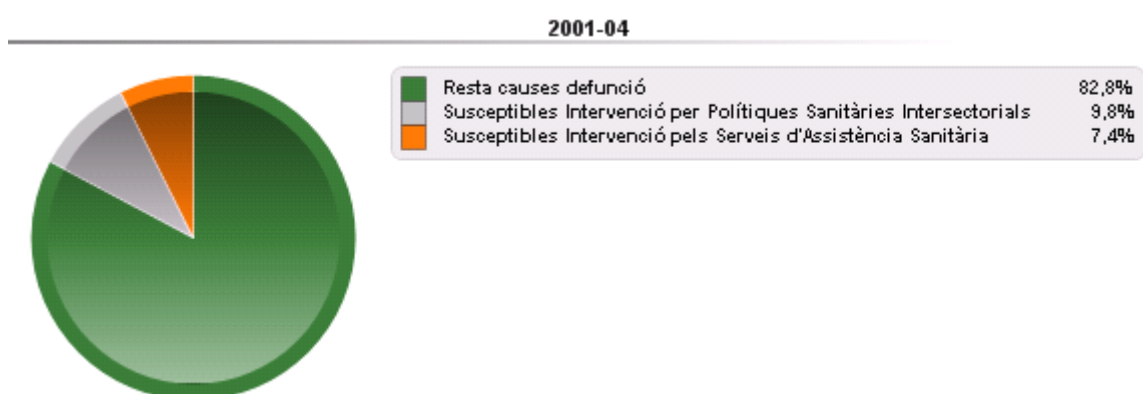 2001-04
Resta causes defunció 82,8%
Susceptibles Intervenció per Polítiques Sanitàries Intersectorials 9,8%
Susceptibles Intervenció pels Serveis d'Assistència Sanitària 7,4%